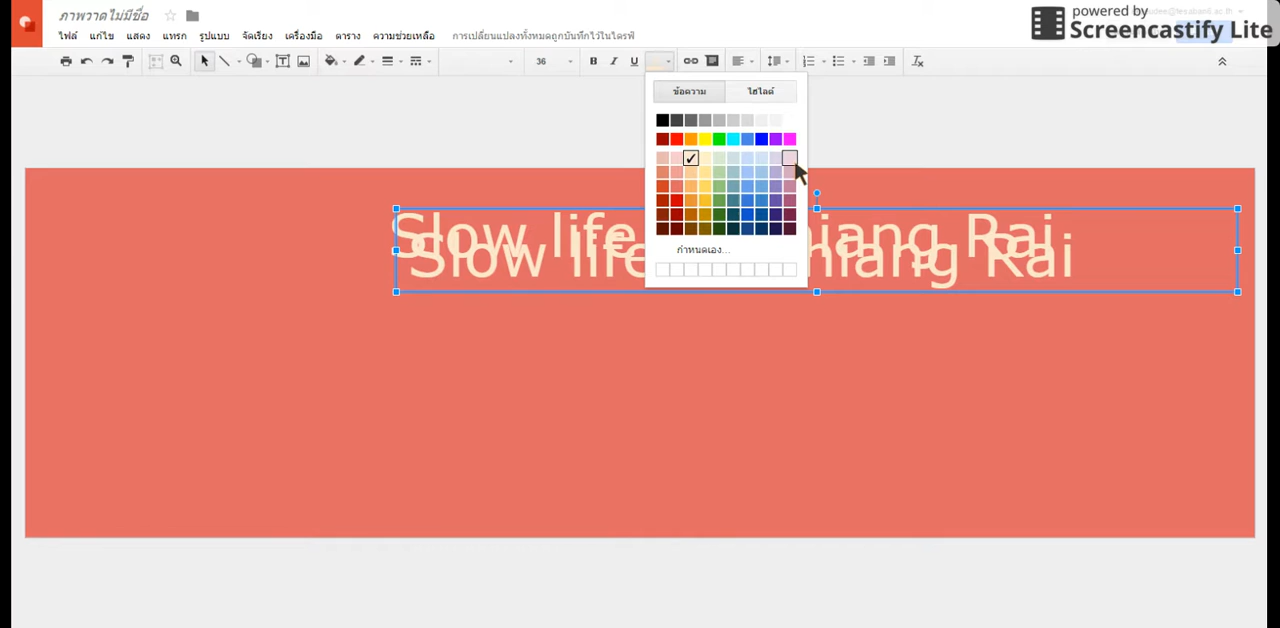 powered by
Screencastify Lite
ภาพวาดไม่มีชื่อ
ไฟล์ แก้ไข แสดง แทรก รูปแบบ จัดเรียง เครื่องมือ ตาราง ความช่วยเหลือ การเปลี่ยนแปลงทั้งหมดถูกบันทึกไว้ในไดรฟ์
36 B I U
ข้อความ ไฮไลต์
Slow life hiang Rai
Slow life hiang Rai
กำหนดเอง...